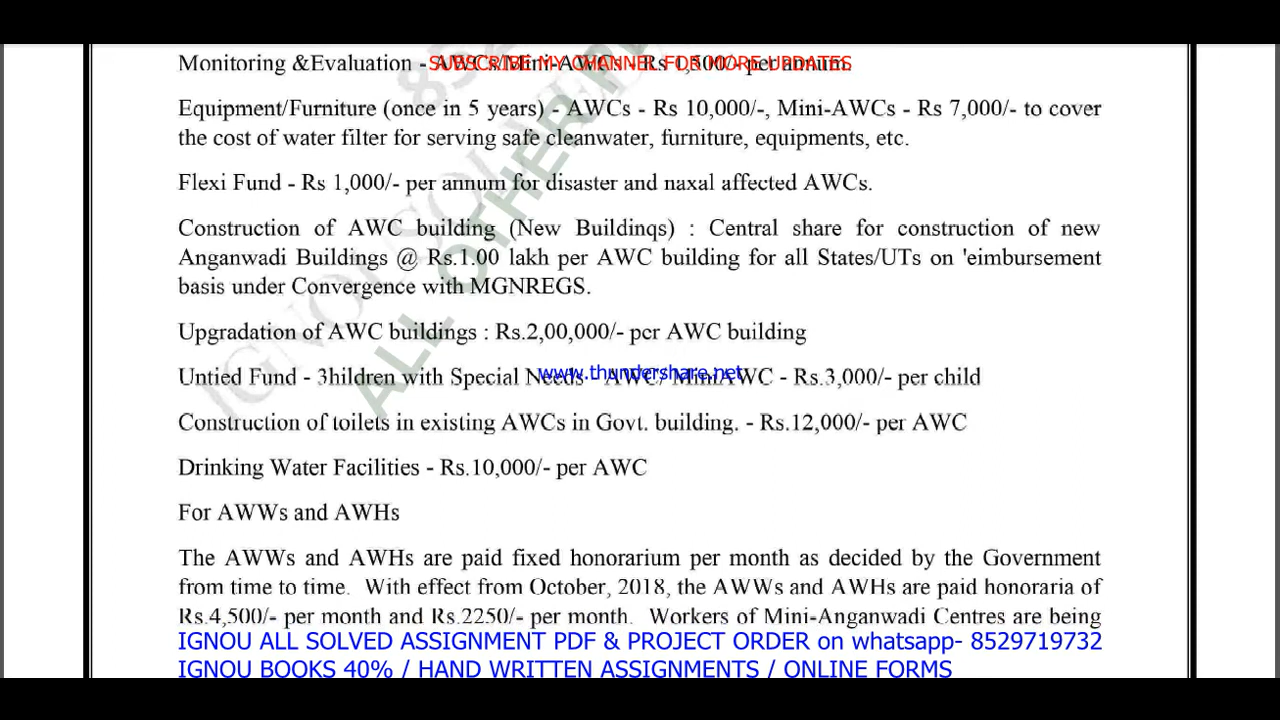 Monitoring &Evaluation - AWCs/Mini-AWCs - Rs 1,500/- per annum.
SUBSCRIBE MY CHANNEL FOR MORE UPDATES
Equipment/Furniture (once in 5 years) - AWCs - Rs 10,000/-, Mini-AWCs - Rs 7,000/- to cover
the cost of water filter for serving safe cleanwater, furniture, equipments, etc.
Flexi Fund - Rs 1,000/- per annum for disaster and naxal affected AWCs.
Construction of AWC building (New Buildinqs) : Central share for construction of new
Anganwadi Buildings @ Rs.1.00 lakh per AWC building for all States/UTs on 'eimbursement
basis under Convergence with MGNREGS.
Upgradation of AWC buildings : Rs.2,00,000/- per AWC building
Untied Fund - 3hildren with Special Needs - AWC/ MiniAWC - Rs.3,000/- per child
www.thundershare.net
Construction of toilets in existing AWCs in Govt. building. - Rs.12,000/- per AWC
Drinking Water Facilities - Rs.10,000/- per AWC
For AWWs and AWHs
The AWWs and AWHs are paid fixed honorarium per month as decided by the Government
from time to time. With effect from October, 2018, the AWWs and AWHs are paid honoraria of
Rs.4,500/- per month and Rs.2250/- per month. Workers of Mini-Anganwadi Centres are being
IGNOU ALL SOLVED ASSIGNMENT PDF & PROJECT ORDER on whatsapp- 8529719732
IGNOU BOOKS 40% / HAND WRITTEN ASSIGNMENTS / ONLINE FORMS